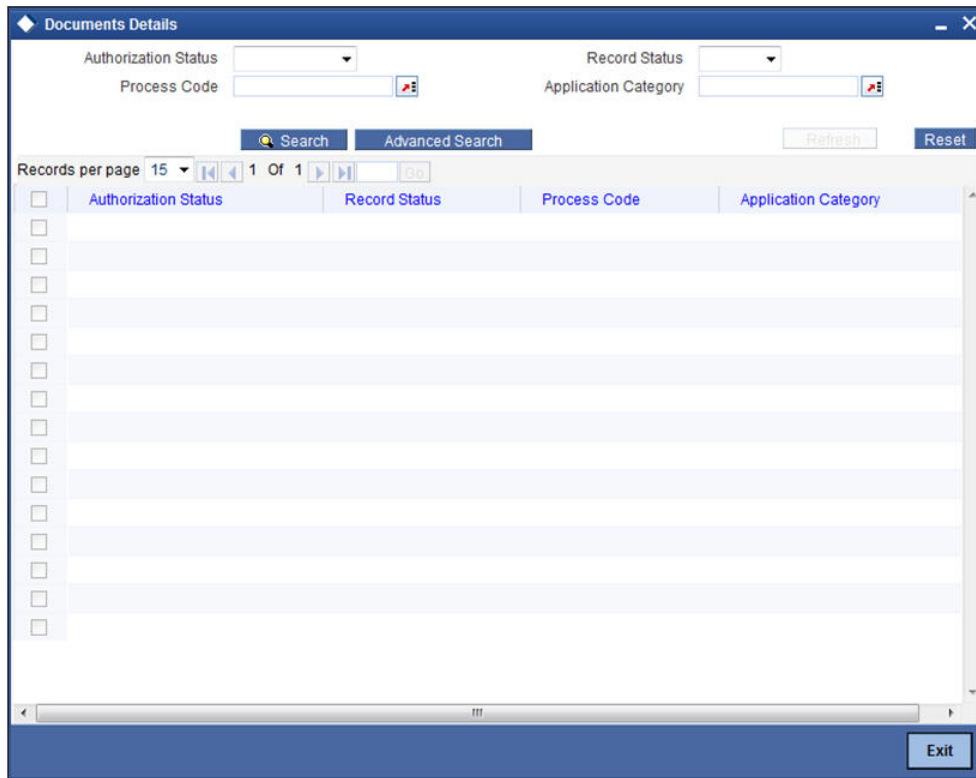 Documents Details
Authorization Status Record Status
Process Code Application Category
Search Advanced Search Refresh Reset
Records per page 15 1 Of 1 Go
Authorization Status Record Status Process Code Application Category
Exit